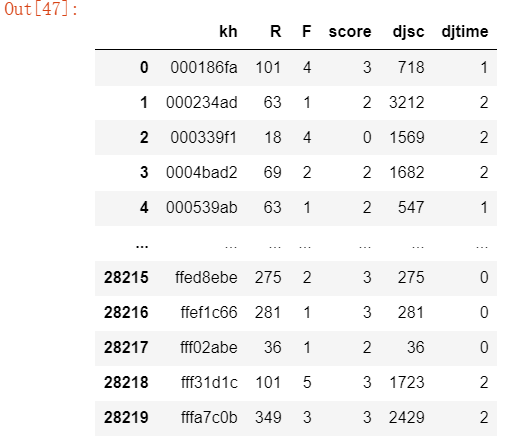 Out[47]:
kh R F score djsc djtime
0 000186fa 101 4 3 718 1
1 000234ad 63 1 2 3212 2
2 000339f1 18 4 0 1569 2
3 0004bad2 69 2 2 1682 2
4 000539ab 63 1 2 547 1
... ... ... ... ... ... ...
28215 ffed8ebe 275 2 3 275 0
28216 ffef1c66 281 1 3 281 0
28217 fff02abe 36 1 2 36 0
28218 fff31d1c 101 5 3 1723 2
28219 fffa7c0b 349 3 3 2429 2